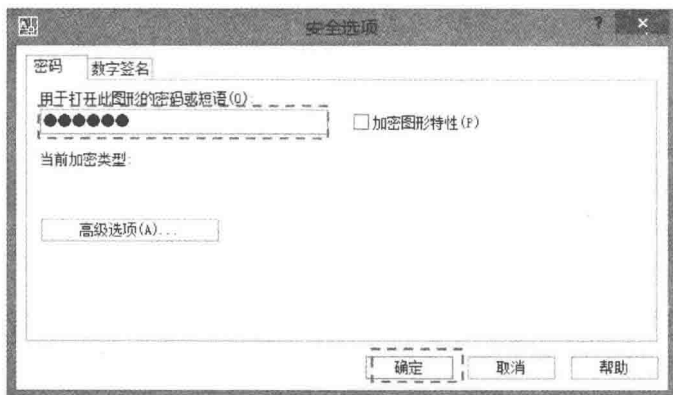 安全选项
密码 数字签名
用于打开此图形的密码或短语(O):
●●●●●●
加密图形特性(P)
当前加密类型:
高级选项(A)...
确定 取消 帮助